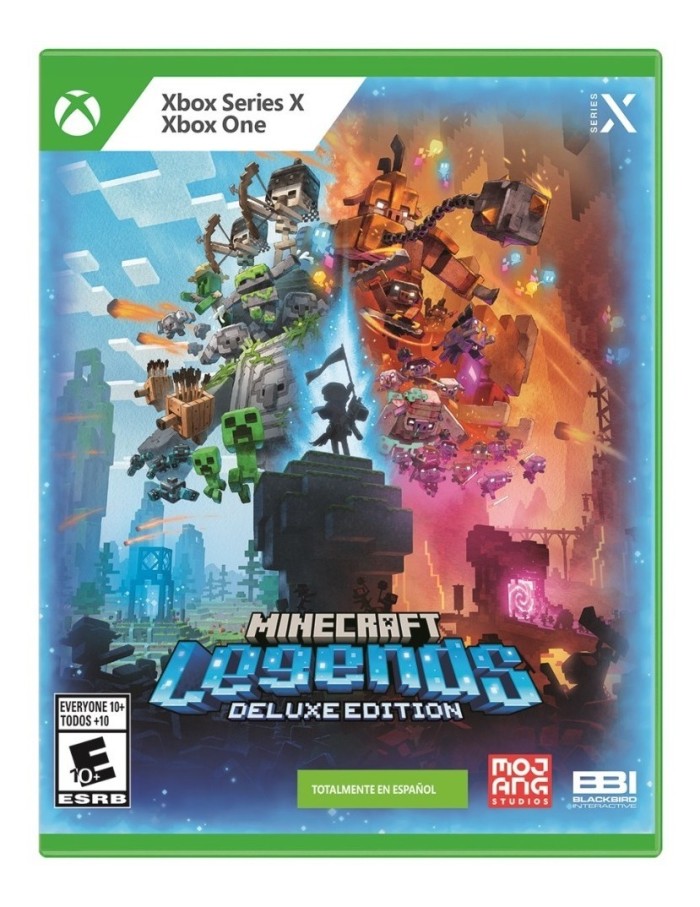 Xbox Series X
Xbox One
SERIES X
MINECRAFT
Legends
DELUXE EDITION
EVERYONE 10+
TODOS +10
E
10+
ESRB
TOTALMENTE EN ESPAÑOL
MOJ
ANG
STUDIOS
BBI
BLACKBIRD
INTERACTIVE